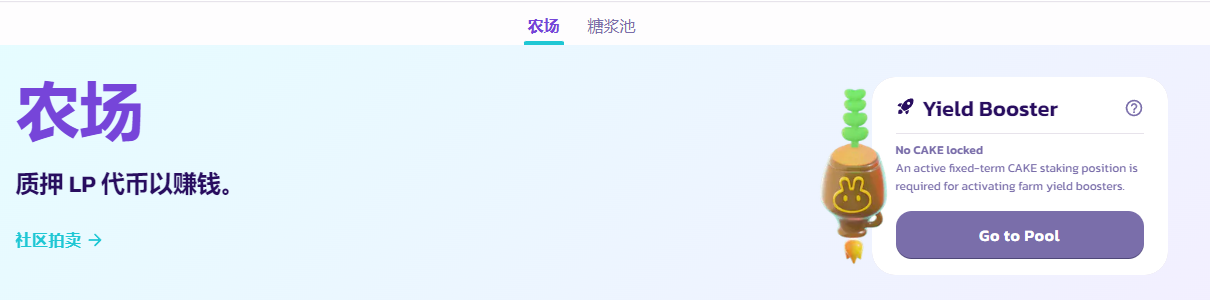 农场
糖浆池
农场
质押 LP 代币以赚钱。
社区拍卖 →
Yield Booster
No CAKE locked
An active fixed-term CAKE staking position is
required for activating farm yield boosters.
Go to Pool